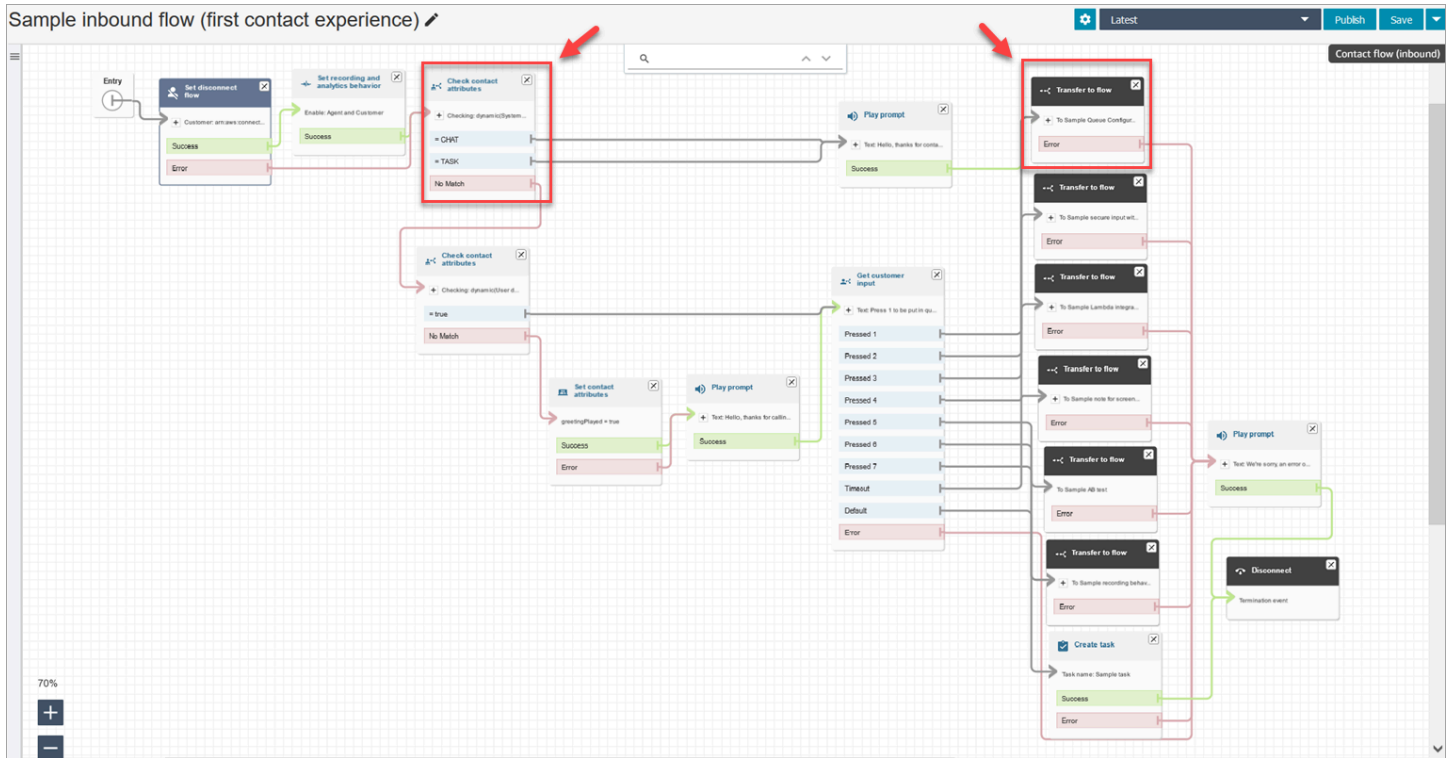 Sample inbound flow (first contact experience)
Latest
Publish
Save
Contact flow (inbound)
Entry
Set disconnect
flow
Customer: arn:aws:connect...
Success
Error
Set recording and
analytics behavior
Enable: Agent and Customer
Success
Check contact
attributes
Checking: dynamic(System...
= CHAT
= TASK
No Match
Play prompt
Text: Hello, thanks for conta...
Success
Transfer to flow
To Sample Queue Configur...
Error
Transfer to flow
To Sample secure input wit...
Error
Check contact
attributes
Checking: dynamic(User d...
= true
No Match
Get customer
input
Text: Press 1 to be put in qu...
Pressed 1
Pressed 2
Pressed 3
Pressed 4
Pressed 5
Pressed 6
Pressed 7
Timeout
Default
Error
Transfer to flow
To Sample Lambda integra...
Error
Set contact
attributes
greetingPlayed = true
Success
Error
Play prompt
Text: Hello, thanks for callin...
Success
Transfer to flow
To Sample note for screen...
Error
Play prompt
Text: We're sorry, an error o...
Success
Transfer to flow
To Sample AB test
Error
Transfer to flow
To Sample recording behav...
Error
Disconnect
Termination event
Create task
Task name: Sample task
Success
Error
70%